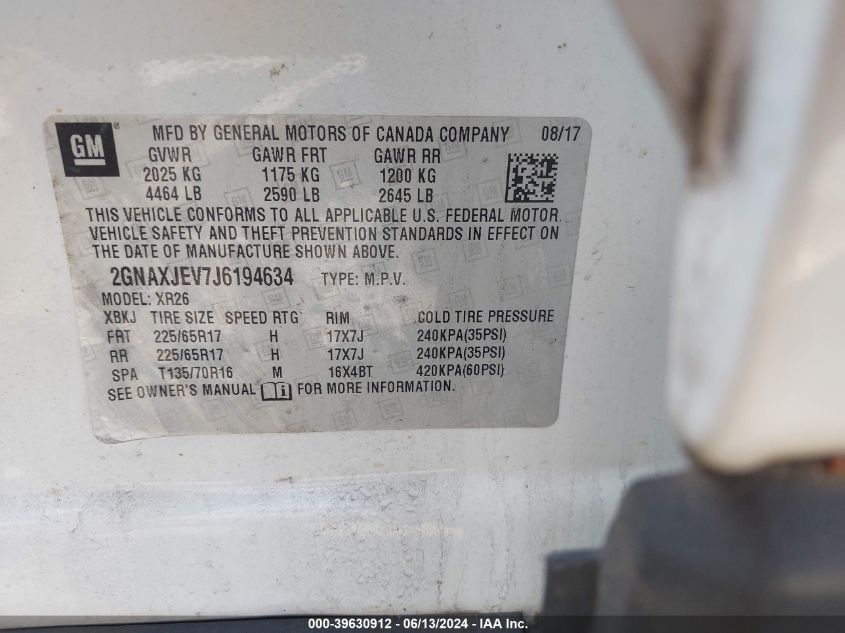 GM ® MFD BY GENERAL MOTORS OF CANADA COMPANY 08/17
GVWR GAWR FRT GAWR RR
2025 KG 1175 KG 1200 KG
4464 LB 2590 LB 2645 LB
THIS VEHICLE CONFORMS TO ALL APPLICABLE U.S. FEDERAL MOTOR
VEHICLE SAFETY AND THEFT PREVENTION STANDARDS IN EFFECT ON
THE DATE OF MANUFACTURE SHOWN ABOVE.
2GNAXJEV7J6194634 TYPE: M.P.V.
MODEL: XR26
XBKJ TIRE SIZE SPEED RTG RIM COLD TIRE PRESSURE
FRT 225/65R17 H 17X7J 240KPA(35PSI)
RR 225/65R17 H 17X7J 240KPA(35PSI)
SPA T135/70R16 M 16X4BT 420KPA(60PSI)
SEE OWNER'S MANUAL FOR MORE INFORMATION.
000-39630912 - 06/13/2024 - IAA Inc.